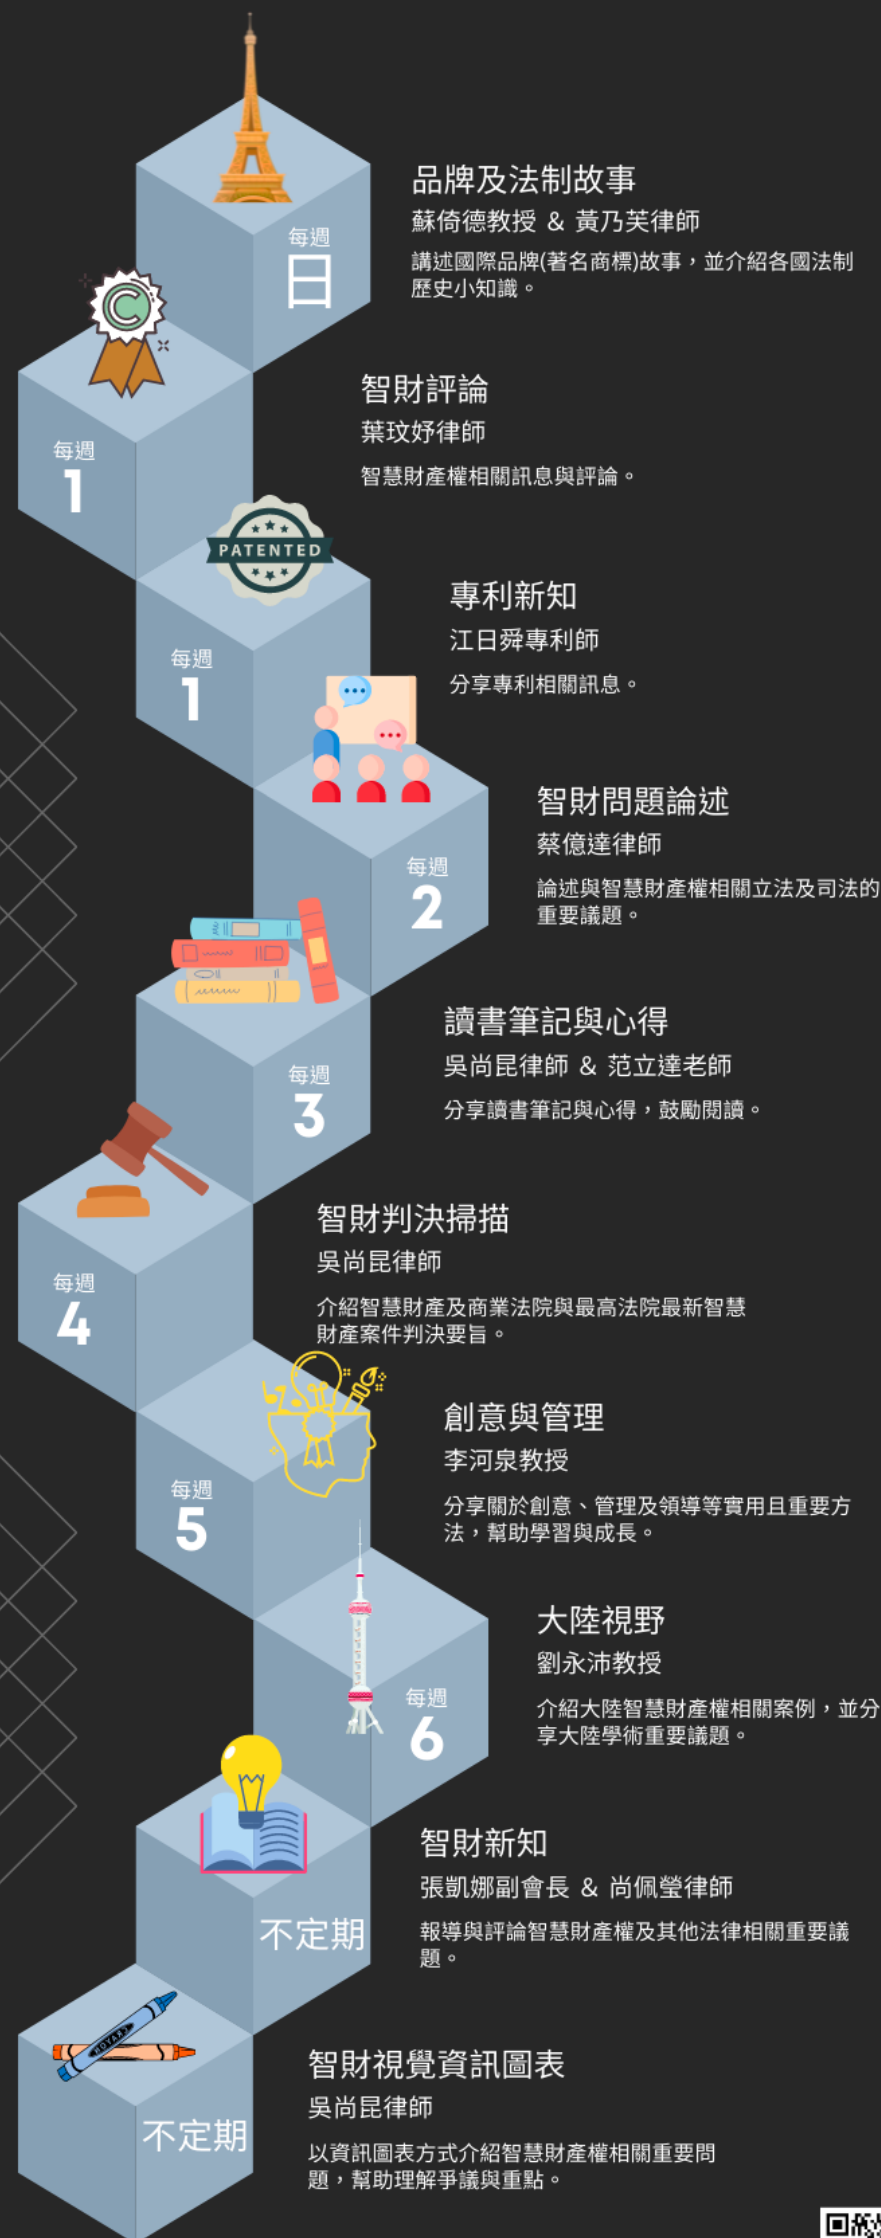 品牌及法制故事
蘇倚德教授 & 黃乃芙律師
每週
日
講述國際品牌(著名商標)故事，並介紹各國法制
歷史小知識。
智財評論
葉玟妤律師
每週
1
智慧財產權相關訊息與評論。
PATENTED
專利新知
江日舜專利師
每週
1
分享專利相關訊息。
智財問題論述
蔡億達律師
每週
2
論述與智慧財產權相關立法及司法的
重要議題。
讀書筆記與心得
吳尚昆律師 & 范立達老師
每週
3
分享讀書筆記與心得，鼓勵閱讀。
智財判決掃描
吳尚昆律師
每週
4
介紹智慧財產及商業法院與最高法院最新智慧
財產案件判決要旨。
創意與管理
李河泉教授
每週
5
分享關於創意、管理及領導等實用且重要方
法，幫助學習與成長。
大陸視野
劉永沛教授
每週
6
介紹大陸智慧財產權相關案例，並分
享大陸學術重要議題。
智財新知
張凱娜副會長 & 尚佩瑩律師
不定期
報導與評論智慧財產權及其他法律相關重要議
題。
CRAYON
智財視覺資訊圖表
吳尚昆律師
不定期
以資訊圖表方式介紹智慧財產權相關重要問
題，幫助理解爭議與重點。